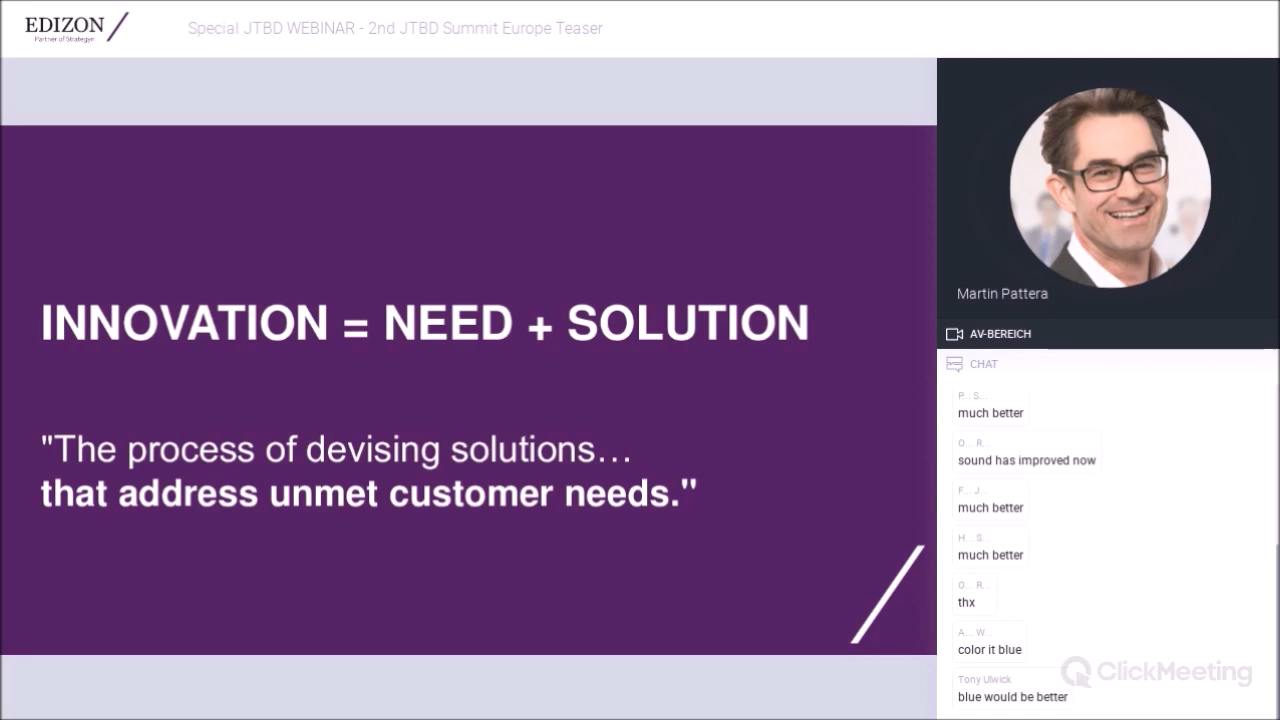 EDIZON
Partner of Strategyn
Special JTBD WEBINAR - 2nd JTBD Summit Europe Teaser
INNOVATION = NEED + SOLUTION
"The process of devising solutions…
that address unmet customer needs."
Martin Pattera
AV-BEREICH
CHAT
P... S...
much better
O... R...
sound has improved now
F... J...
much better
H... S...
much better
O... R...
thx
A... W...
color it blue
Tony Ulwick
blue would be better
ClickMeeting